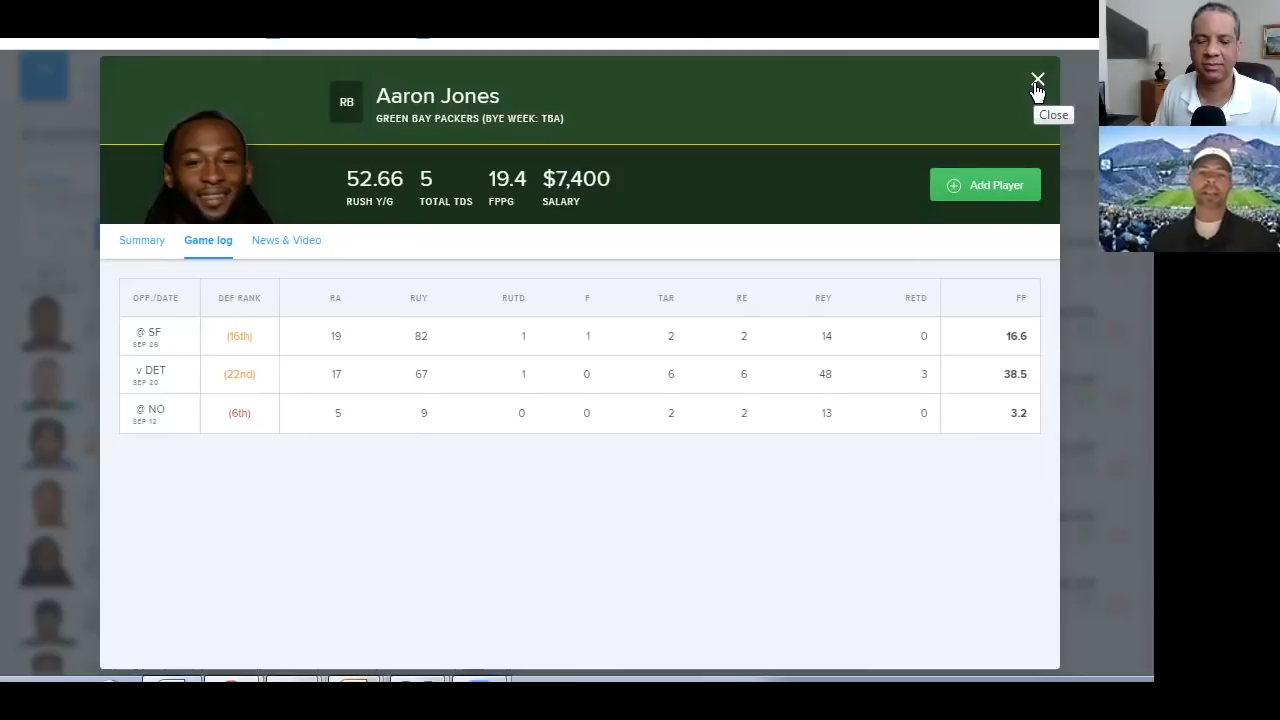 RB
Aaron Jones
GREEN BAY PACKERS (BYE WEEK: TBA)
Close
52.66 5 19.4 $7,400
RUSH Y/G TOTAL TDS FPPG SALARY
Add Player
Summary Game log News & Video
OPP./DATE DEF RANK RA RUY RUTD F TAR RE REY RETD FP
@ SF (16th) 19 82 1 1 2 2 14 0 16.6
SEP 26
v DET (22nd) 17 67 1 0 6 6 48 3 38.5
SEP 20
@ NO (6th) 5 9 0 0 2 2 13 0 3.2
SEP 12